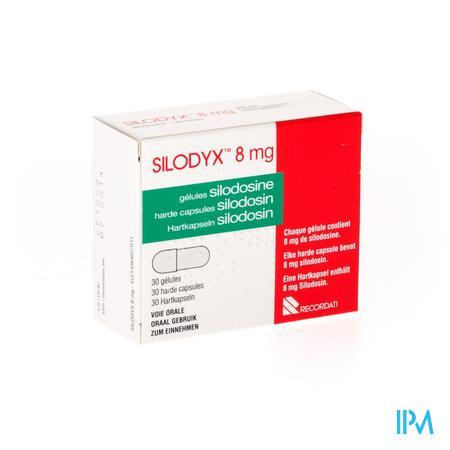 SILODYX™ 8 mg
gélules silodosine
harde capsules silodosin
Hartkapseln silodosin
30 gélules
30 harde capsules
30 Hartkapseln
VOIE ORALE
ORAAL GEBRUIK
ZUM EINNEHMEN
Chaque gélule contient
8 mg de silodosine.
Elke harde capsule bevat
8 mg silodosin.
Eine Hartkapsel enthält
8 mg Silodosin.
RECORDATI
SILODYX 8 mg
IPM